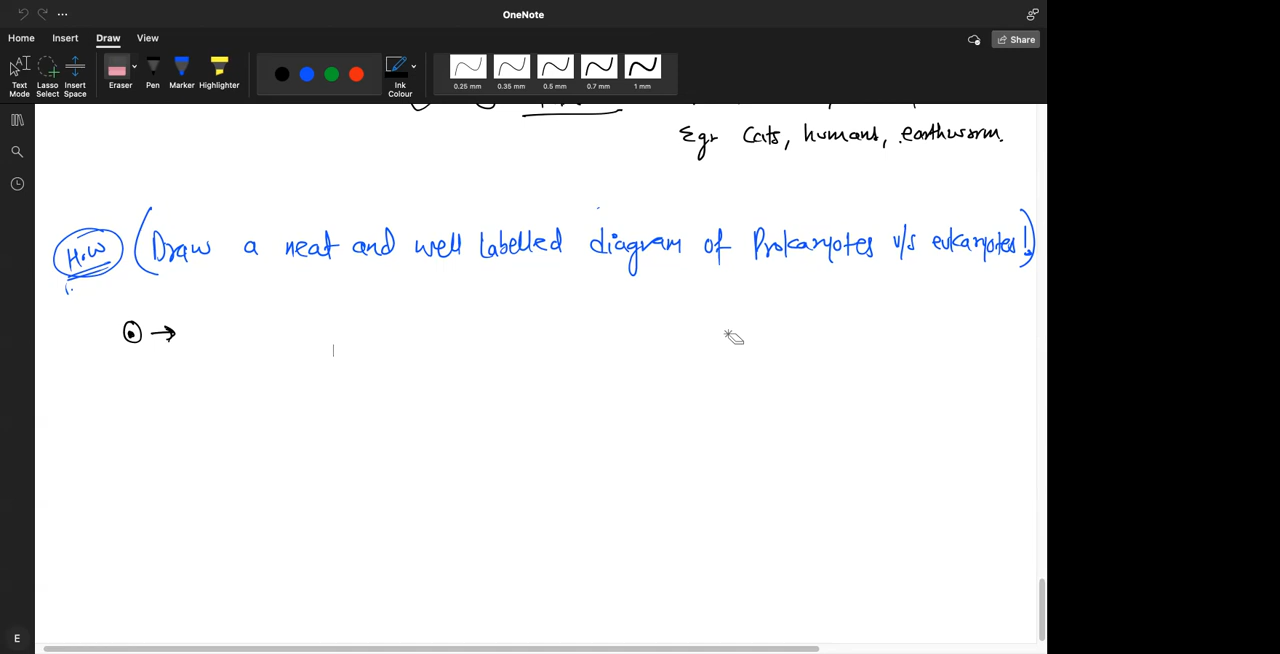 OneNote
Home Insert Draw View
Share
Text Mode
Lasso Select
Insert Space
Eraser
Pen
Marker
Highlighter
Ink Colour
0.25 mm
0.35 mm
0.5 mm
0.7 mm
1 mm
Eg:- Cats, humans, earthworm.
H.W (Draw a neat and well labelled diagram of Prokaryotes v/s eukaryotes!)
E